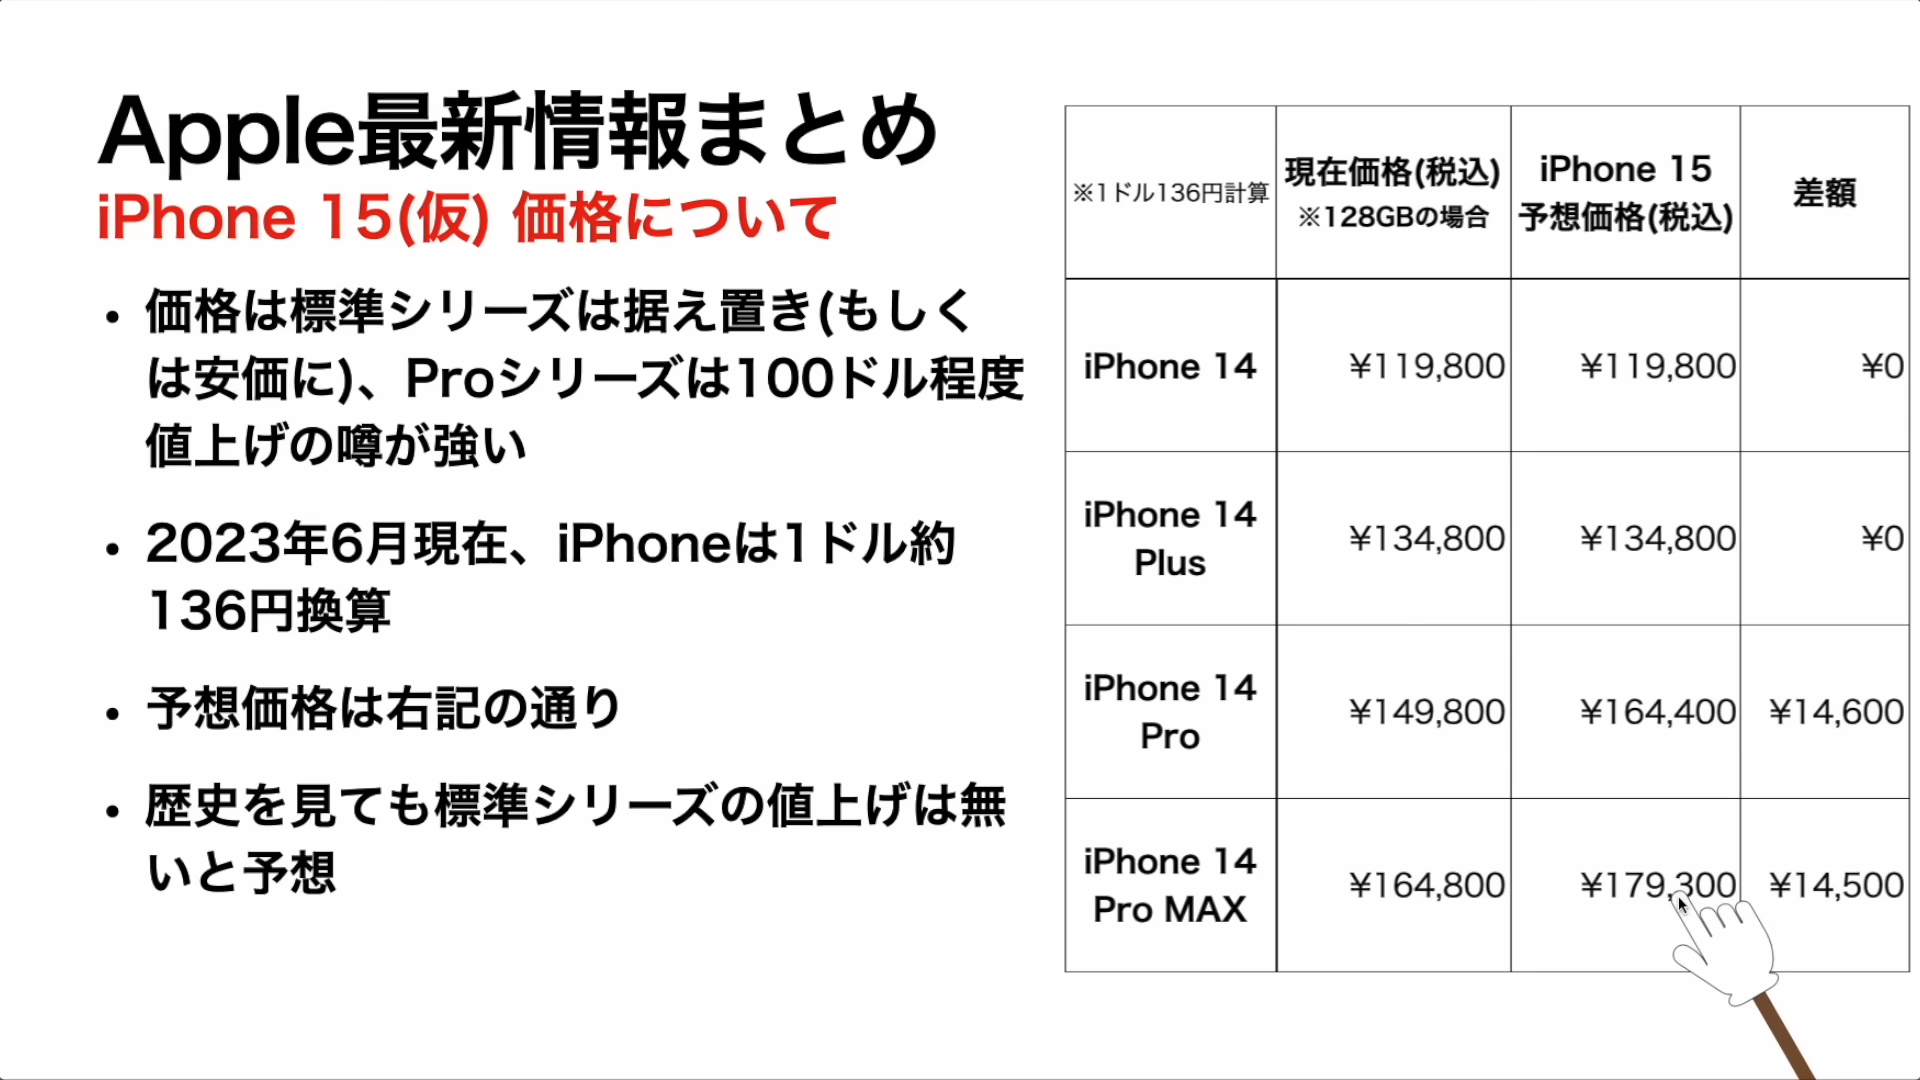 Apple最新情報まとめ
iPhone 15(仮) 価格について
• 価格は標準シリーズは据え置き(もしく
は安価に)、Proシリーズは100ドル程度
値上げの噂が強い
• 2023年6月現在、iPhoneは1ドル約
136円換算
• 予想価格は右記の通り
• 歴史を見ても標準シリーズの値上げは無
いと予想
※1ドル136円計算
現在価格(税込)
※128GBの場合
iPhone 15
予想価格(税込)
差額
iPhone 14
¥119,800
¥119,800
¥0
iPhone 14
Plus
¥134,800
¥134,800
¥0
iPhone 14
Pro
¥149,800
¥164,400
¥14,600
iPhone 14
Pro MAX
¥164,800
¥179,300
¥14,500